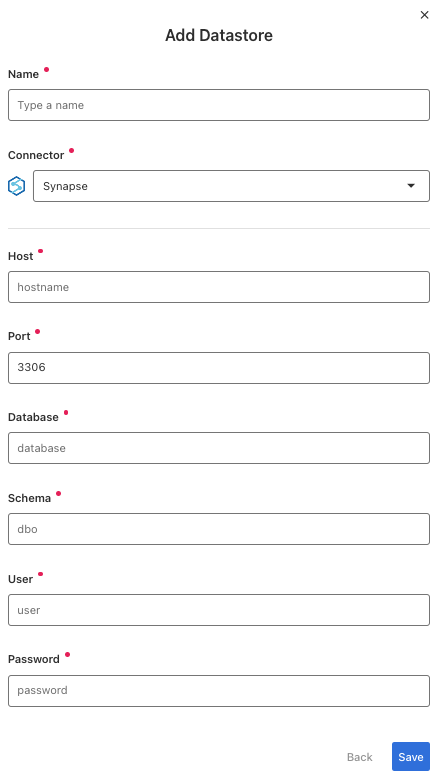 Add Datastore
Name
Type a name
Connector
Synapse
Host
hostname
Port
3306
Database
database
Schema
dbo
User
user
Password
password
Back Save